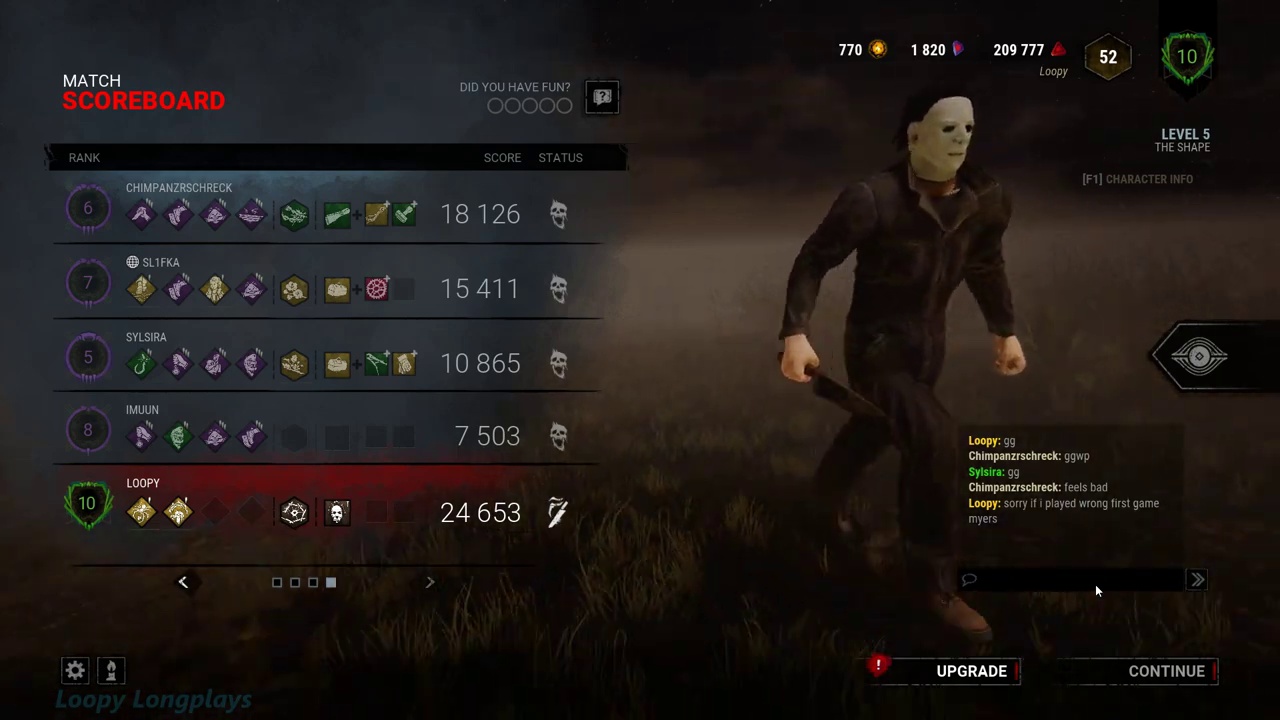 770
1 820
209 777
Loopy
52
10
MATCH
SCOREBOARD
DID YOU HAVE FUN?
LEVEL 5
THE SHAPE
[F1] CHARACTER INFO
RANK SCORE STATUS
CHIMPANZRSCHRECK
6
18 126
SL1FKA
7
15 411
SYLSIRA
5
10 865
IMUUN
8
7 503
LOOPY
10
24 653
Loopy: gg
Chimpanzrschreck: ggwp
Sylsira: gg
Chimpanzrschreck: feels bad
Loopy: sorry if i played wrong first game
myers
! UPGRADE
CONTINUE
Loopy Longplays